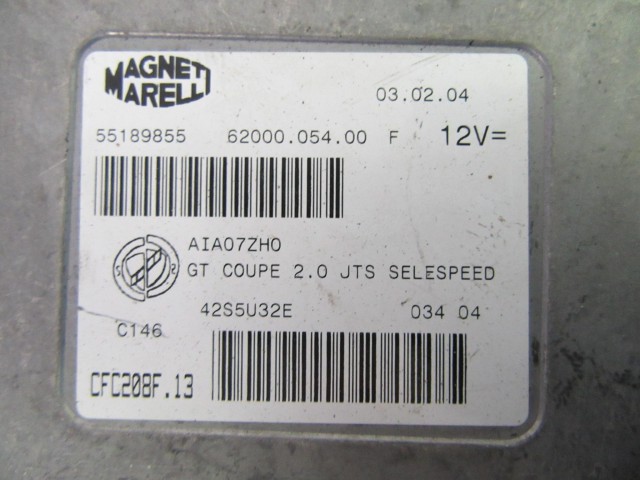 MAGNETI
MARELLI
03.02.04
55189855 62000.054.00 F 12V=
AIA07ZH0
GT COUPE 2.0 JTS SELESPEED
42S5U32E 034 04
C146
CFC208F.13